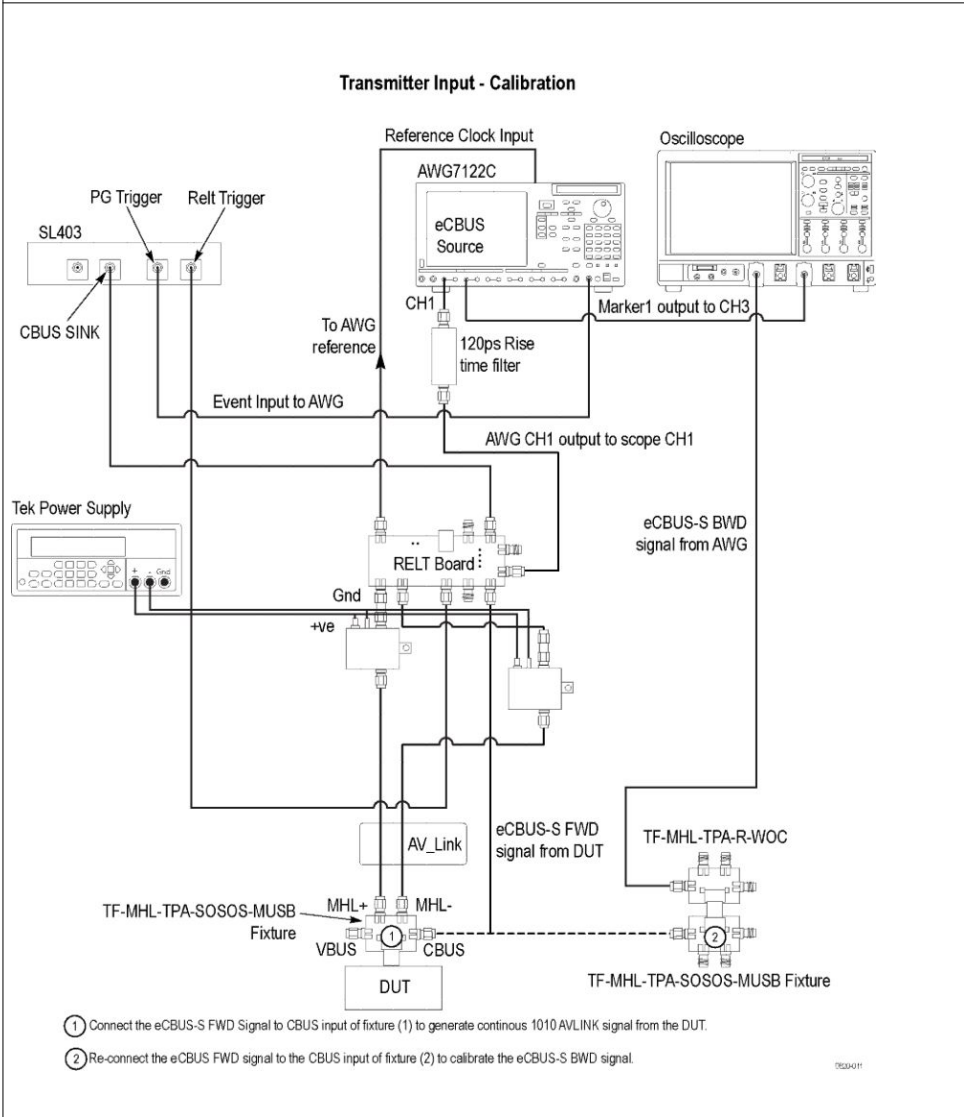 Transmitter Input - Calibration
Reference Clock Input
Oscilloscope
AWG7122C
PG Trigger
Relt Trigger
SL403
eCBUS
Source
CBUS SINK
CH1
Marker1 output to CH3
To AWG
reference
120ps Rise
time filter
Event Input to AWG
AWG CH1 output to scope CH1
Tek Power Supply
eCBUS-S BWD
signal from AWG
RELT Board
+ - Gnd
Gnd
+ve
AV_Link
eCBUS-S FWD
signal from DUT
TF-MHL-TPA-R-WOC
TF-MHL-TPA-SOSOS-MUSB
Fixture
MHL+
MHL-
VBUS
1
CBUS
2
DUT
TF-MHL-TPA-SOSOS-MUSB Fixture
1 Connect the eCBUS-S FWD Signal to CBUS input of fixture (1) to generate continous 1010 AVLINK signal from the DUT.
2 Re-connect the eCBUS FWD signal to the CBUS input of fixture (2) to calibrate the eCBUS-S BWD signal.